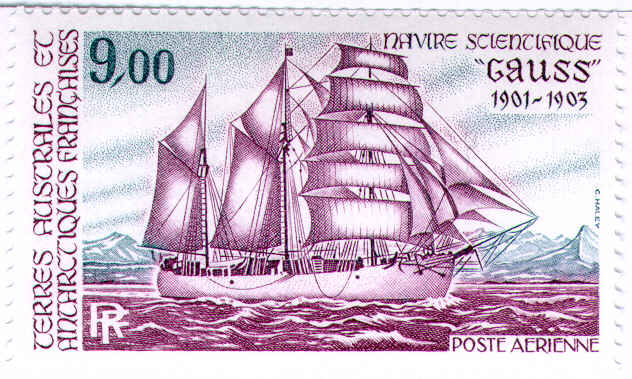 TERRES AUSTRALES ET
ANTARCTIQUES FRANÇAISES
9,00
NAVIRE SCIENTIFIQUE
"GAUSS"
1901-1903
C. HALEY
RF
POSTE AERIENNE